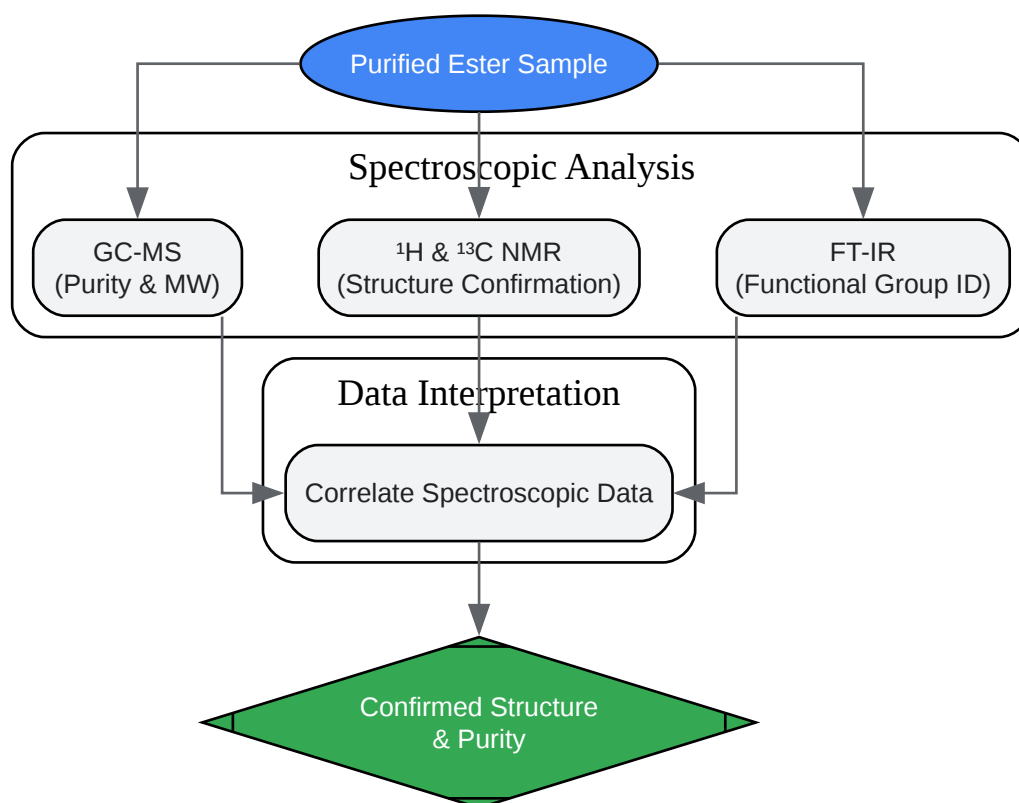 Purified Ester Sample
Spectroscopic Analysis
GC-MS
(Purity & MW)
¹H & ¹³C NMR
(Structure Confirmation)
FT-IR
(Functional Group ID)
Data Interpretation
Correlate Spectroscopic Data
Confirmed Structure
& Purity